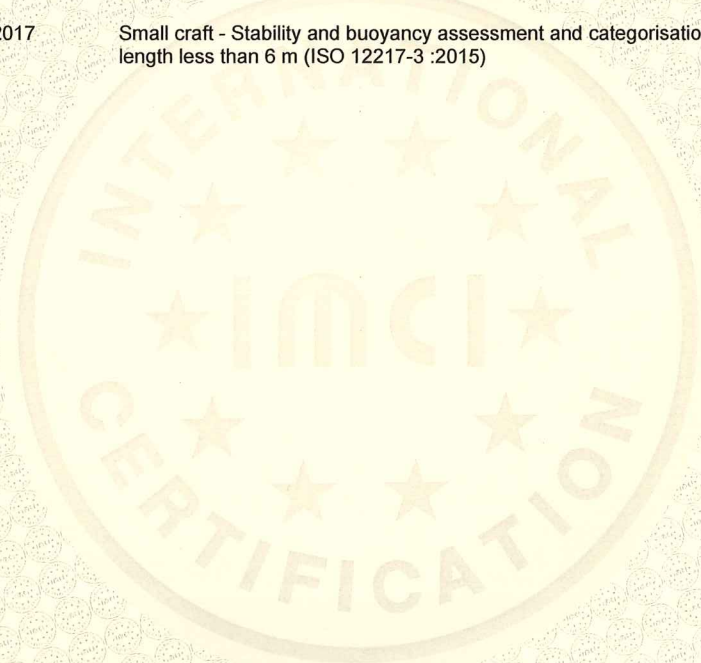 2017 Small craft - Stability and buoyancy assessment and categorisatio
length less than 6 m (ISO 12217-3 :2015)
INTERNATIONAL
IMCI
CERTIFICATION